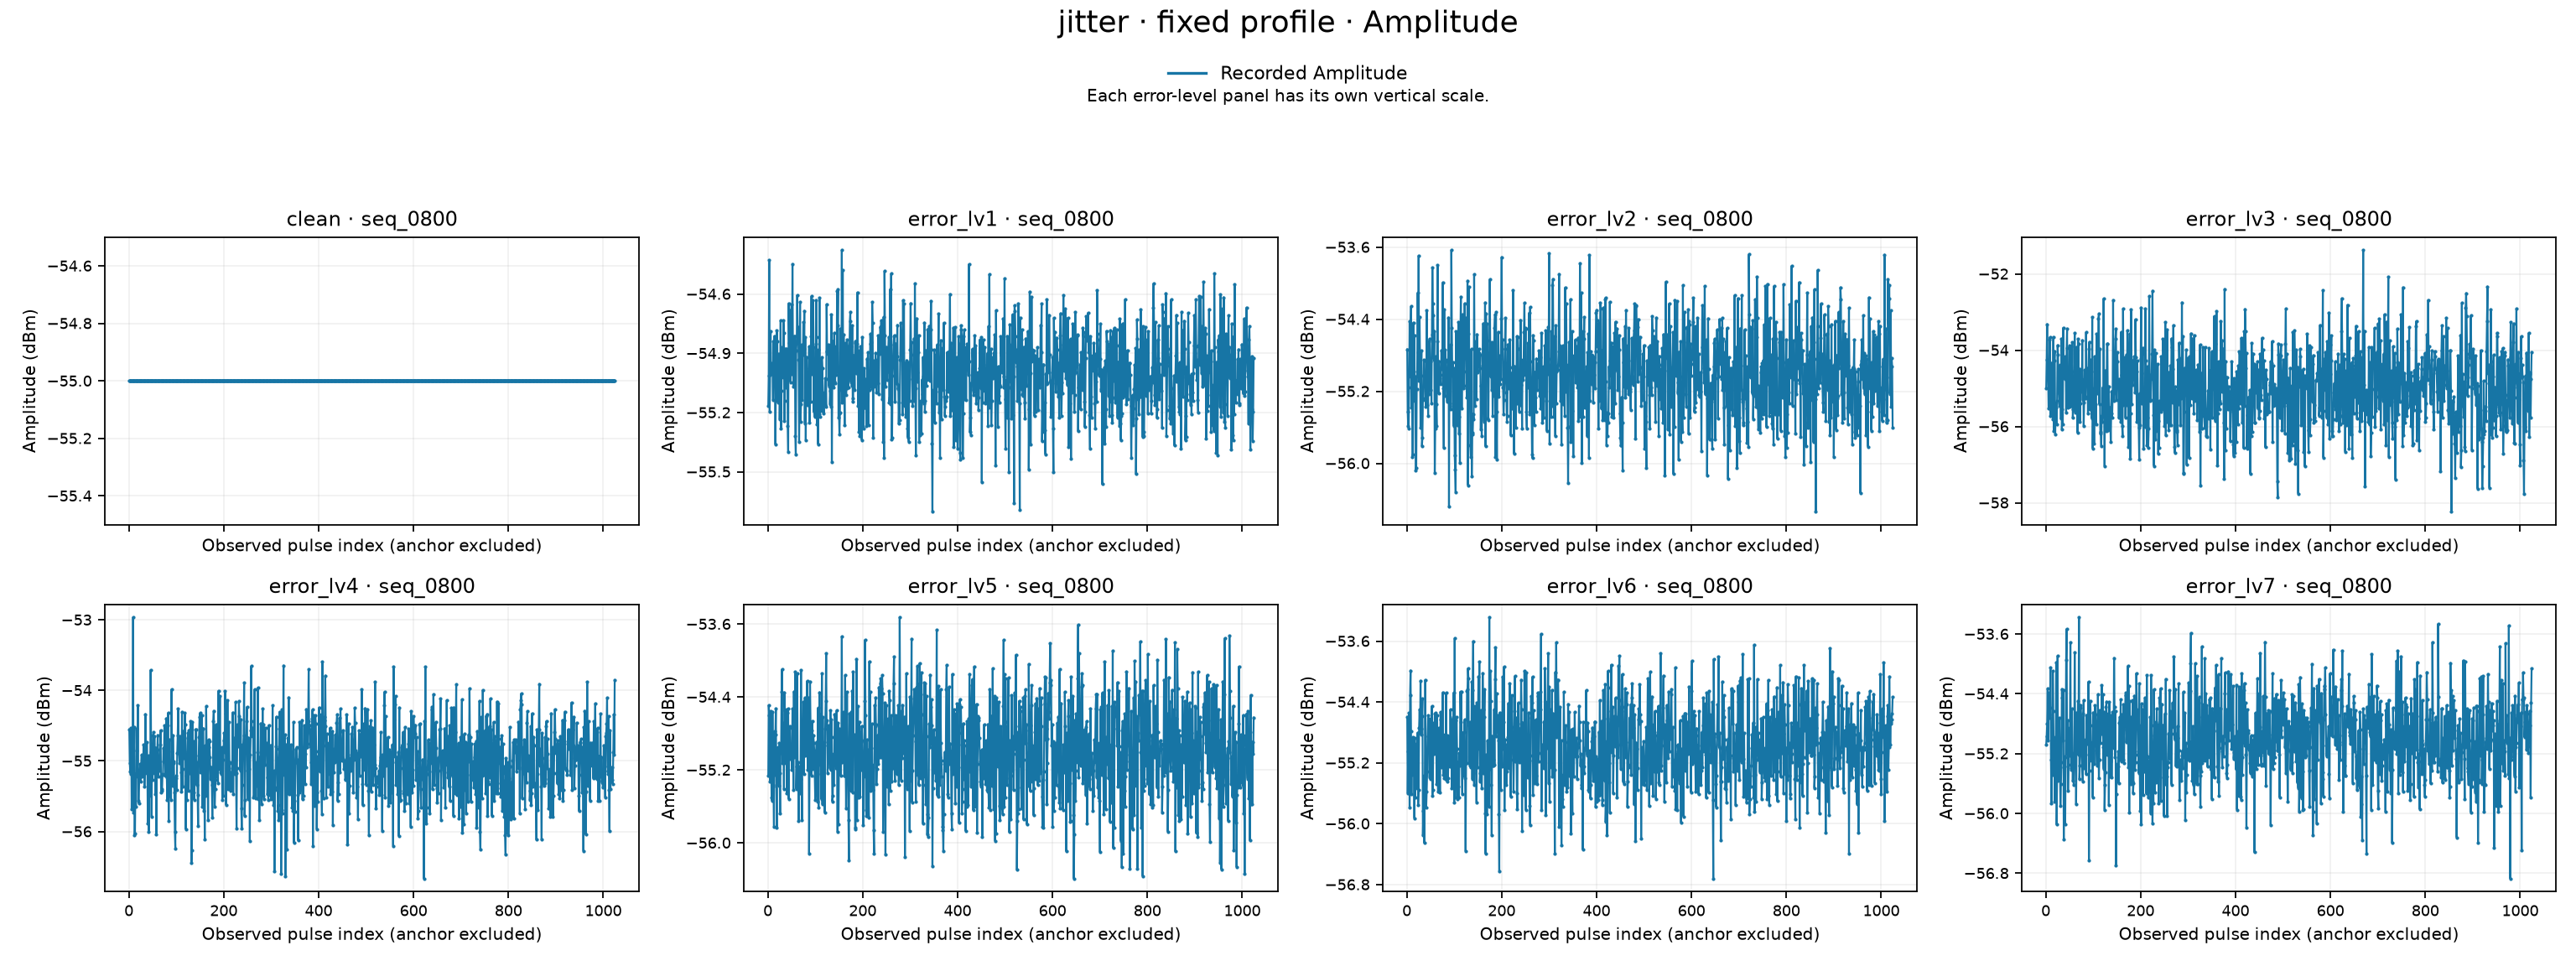 jitter · fixed profile · Amplitude
Recorded Amplitude
Each error-level panel has its own vertical scale.
clean · seq_0800
error_lv1 · seq_0800
error_lv2 · seq_0800
error_lv3 · seq_0800
Amplitude (dBm)
−54.6
−54.8
−55.0
−55.2
−55.4
Amplitude (dBm)
−54.6
−54.9
−55.2
−55.5
Amplitude (dBm)
−53.6
−54.4
−55.2
−56.0
Amplitude (dBm)
−52
−54
−56
−58
Observed pulse index (anchor excluded)
Observed pulse index (anchor excluded)
Observed pulse index (anchor excluded)
Observed pulse index (anchor excluded)
error_lv4 · seq_0800
error_lv5 · seq_0800
error_lv6 · seq_0800
error_lv7 · seq_0800
Amplitude (dBm)
−53
−54
−55
−56
Amplitude (dBm)
−53.6
−54.4
−55.2
−56.0
Amplitude (dBm)
−53.6
−54.4
−55.2
−56.0
−56.8
Amplitude (dBm)
−53.6
−54.4
−55.2
−56.0
−56.8
0 200 400 600 800 1000
0 200 400 600 800 1000
0 200 400 600 800 1000
0 200 400 600 800 1000
Observed pulse index (anchor excluded)
Observed pulse index (anchor excluded)
Observed pulse index (anchor excluded)
Observed pulse index (anchor excluded)